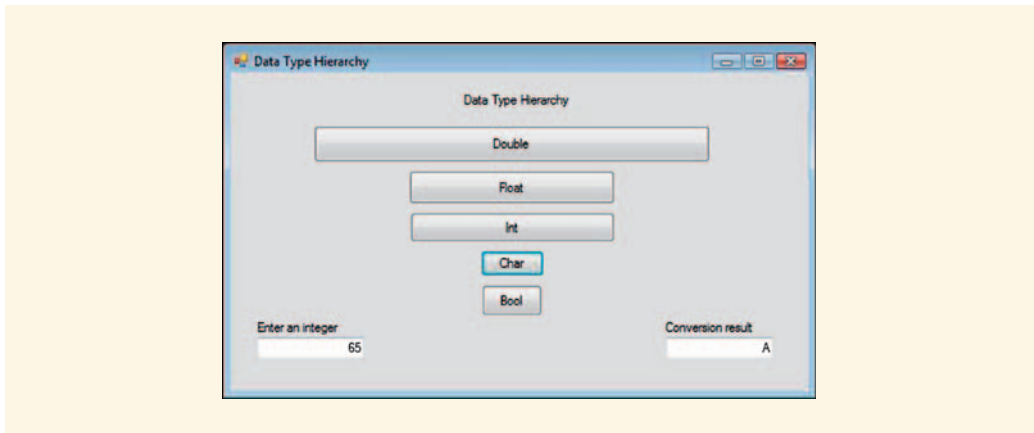 Data Type Hierarchy
Data Type Hierarchy
Double
Float
Int
Char
Bool
Enter an integer
65
Conversion result
A